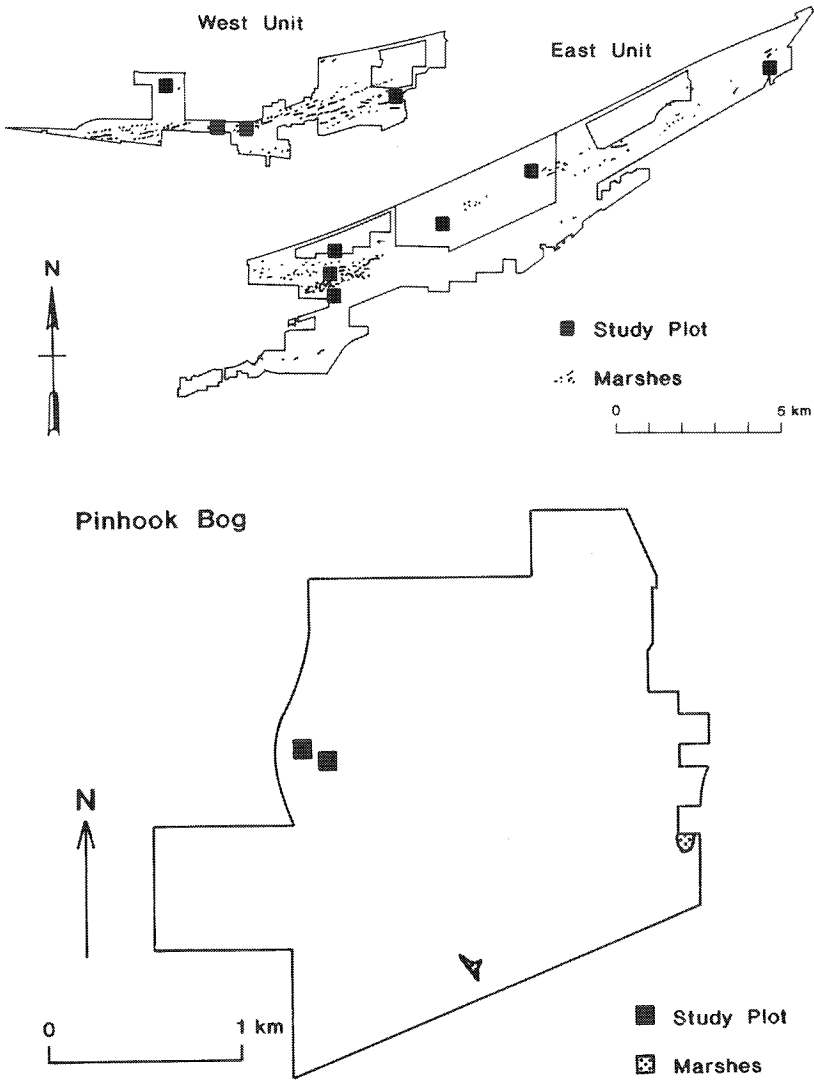 West Unit
East Unit
N
Study Plot
Marshes
0 5 km
Pinhook Bog
N
0 1 km
Study Plot
Marshes